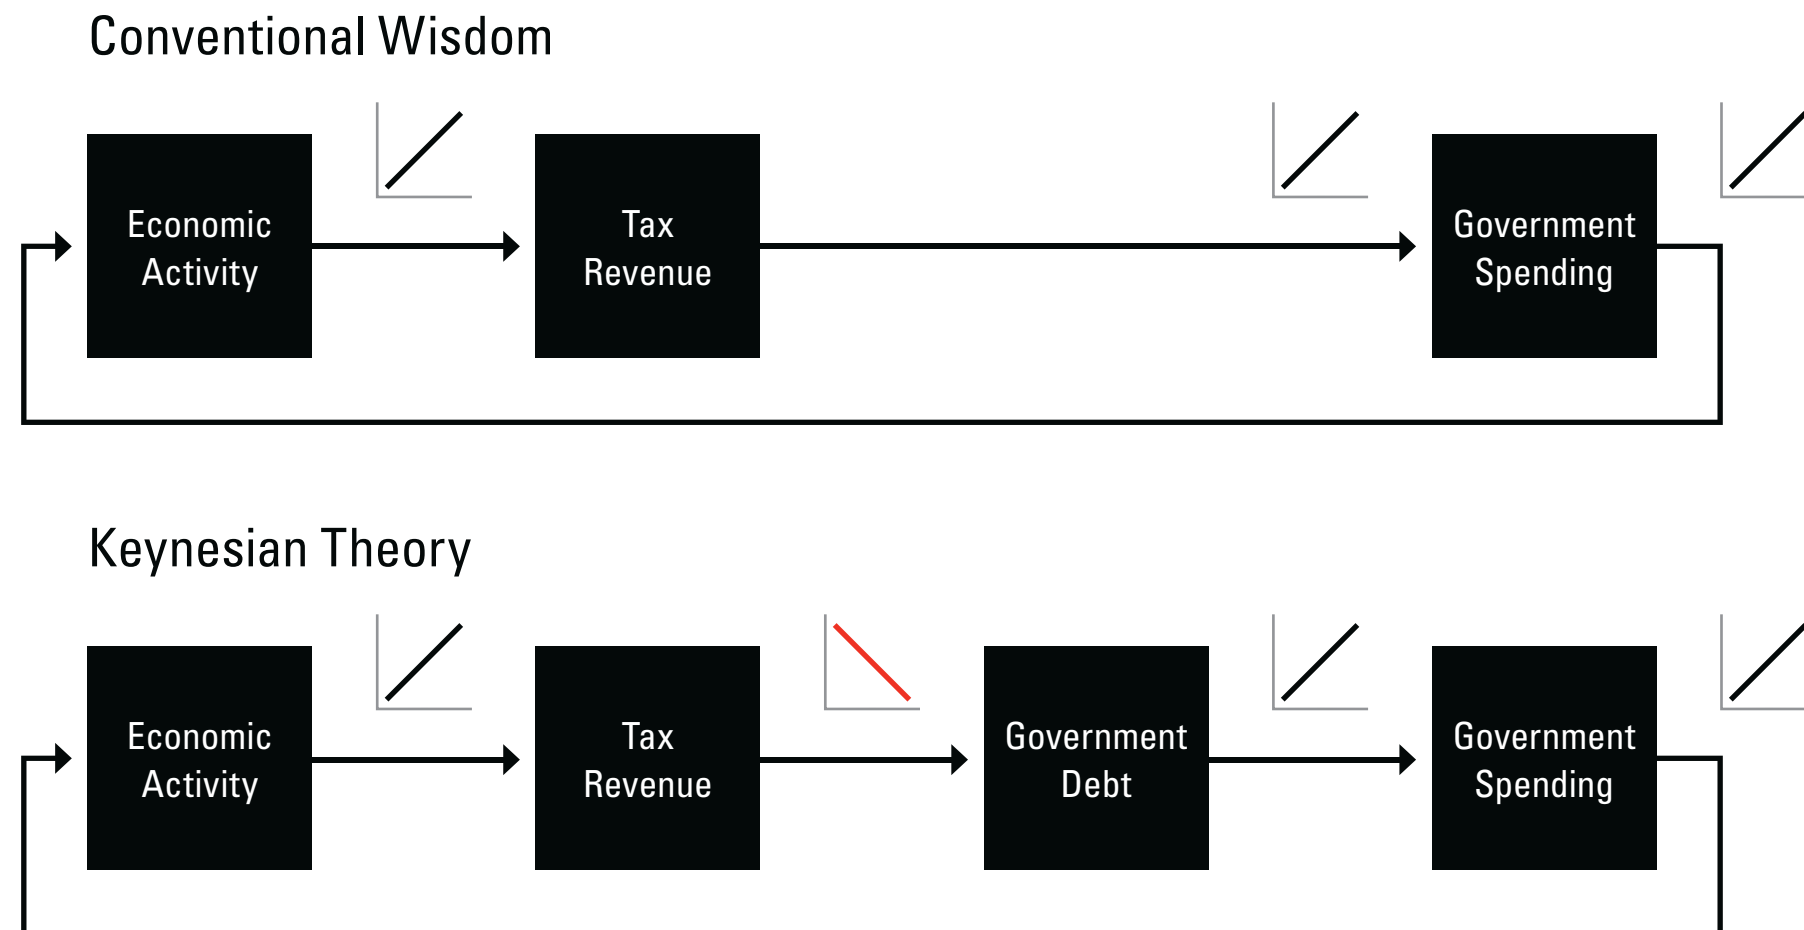 Conventional Wisdom
Economic
Activity
Tax
Revenue
Government
Spending
Keynesian Theory
Economic
Activity
Tax
Revenue
Government
Debt
Government
Spending